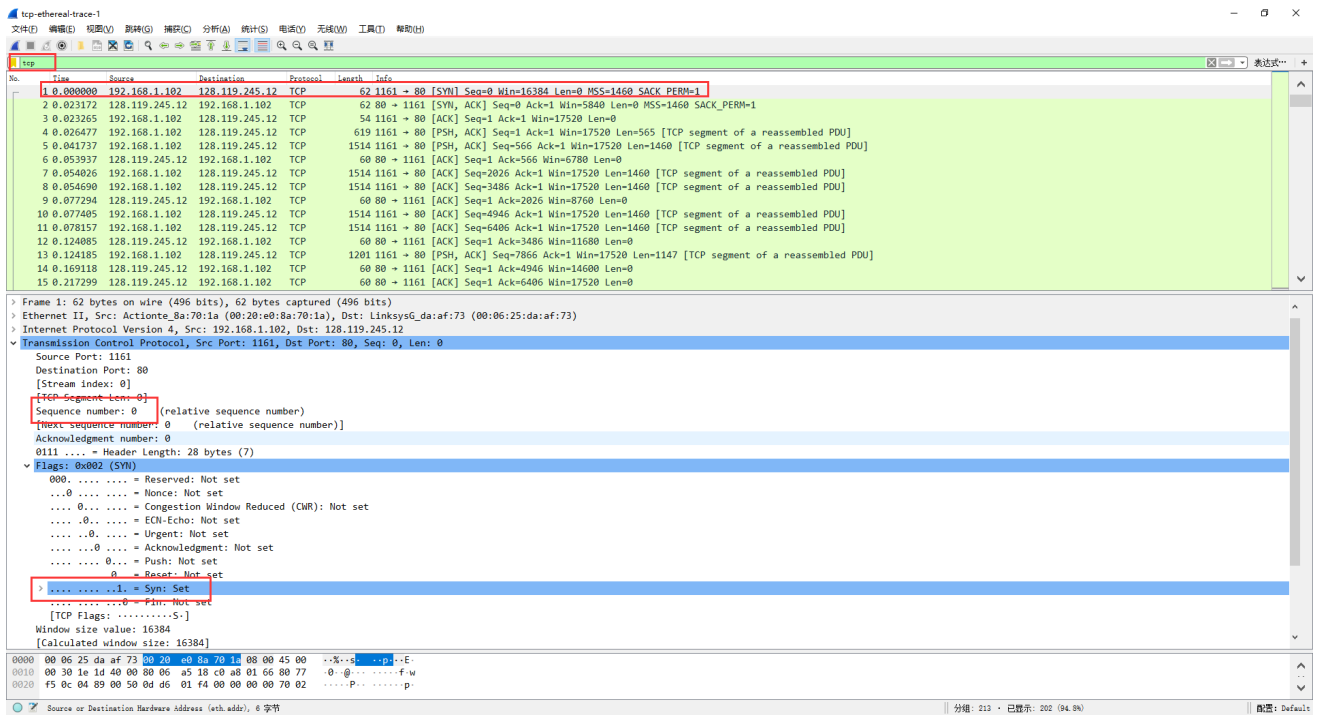 tcp-ethereal-trace-1
文件(F) 编辑(E) 视图(V) 跳转(G) 捕获(C) 分析(A) 统计(S) 电话(Y) 无线(W) 工具(T) 帮助(H)
tcp 表达式… +
No. Time Source Destination Protocol Length Info
1 0.000000 192.168.1.102 128.119.245.12 TCP 62 1161 → 80 [SYN] Seq=0 Win=16384 Len=0 MSS=1460 SACK_PERM=1
2 0.023172 128.119.245.12 192.168.1.102 TCP 62 80 → 1161 [SYN, ACK] Seq=0 Ack=1 Win=5840 Len=0 MSS=1460 SACK_PERM=1
3 0.023265 192.168.1.102 128.119.245.12 TCP 54 1161 → 80 [ACK] Seq=1 Ack=1 Win=17520 Len=0
4 0.026477 192.168.1.102 128.119.245.12 TCP 619 1161 → 80 [PSH, ACK] Seq=1 Ack=1 Win=17520 Len=565 [TCP segment of a reassembled PDU]
5 0.041737 192.168.1.102 128.119.245.12 TCP 1514 1161 → 80 [PSH, ACK] Seq=566 Ack=1 Win=17520 Len=1460 [TCP segment of a reassembled PDU]
6 0.053937 128.119.245.12 192.168.1.102 TCP 60 80 → 1161 [ACK] Seq=1 Ack=566 Win=6780 Len=0
7 0.054026 192.168.1.102 128.119.245.12 TCP 1514 1161 → 80 [ACK] Seq=2026 Ack=1 Win=17520 Len=1460 [TCP segment of a reassembled PDU]
8 0.054690 192.168.1.102 128.119.245.12 TCP 1514 1161 → 80 [ACK] Seq=3486 Ack=1 Win=17520 Len=1460 [TCP segment of a reassembled PDU]
9 0.077294 128.119.245.12 192.168.1.102 TCP 60 80 → 1161 [ACK] Seq=1 Ack=2026 Win=8760 Len=0
10 0.077405 192.168.1.102 128.119.245.12 TCP 1514 1161 → 80 [ACK] Seq=4946 Ack=1 Win=17520 Len=1460 [TCP segment of a reassembled PDU]
11 0.078157 192.168.1.102 128.119.245.12 TCP 1514 1161 → 80 [ACK] Seq=6406 Ack=1 Win=17520 Len=1460 [TCP segment of a reassembled PDU]
12 0.124085 128.119.245.12 192.168.1.102 TCP 60 80 → 1161 [ACK] Seq=1 Ack=3486 Win=11680 Len=0
13 0.124185 192.168.1.102 128.119.245.12 TCP 1201 1161 → 80 [PSH, ACK] Seq=7866 Ack=1 Win=17520 Len=1147 [TCP segment of a reassembled PDU]
14 0.169118 128.119.245.12 192.168.1.102 TCP 60 80 → 1161 [ACK] Seq=1 Ack=4946 Win=14600 Len=0
15 0.217299 128.119.245.12 192.168.1.102 TCP 60 80 → 1161 [ACK] Seq=1 Ack=6406 Win=17520 Len=0
Frame 1: 62 bytes on wire (496 bits), 62 bytes captured (496 bits)
Ethernet II, Src: Actionte_8a:70:1a (00:20:e0:8a:70:1a), Dst: LinksysG_da:af:73 (00:06:25:da:af:73)
Internet Protocol Version 4, Src: 192.168.1.102, Dst: 128.119.245.12
Transmission Control Protocol, Src Port: 1161, Dst Port: 80, Seq: 0, Len: 0
Source Port: 1161
Destination Port: 80
[Stream index: 0]
[TCP Segment Len: 0]
Sequence number: 0 (relative sequence number)
[Next sequence number: 0 (relative sequence number)]
Acknowledgment number: 0
0111 .... = Header Length: 28 bytes (7)
Flags: 0x002 (SYN)
000. .... .... = Reserved: Not set
...0 .... .... = Nonce: Not set
.... 0... .... = Congestion Window Reduced (CWR): Not set
.... .0.. .... = ECN-Echo: Not set
.... ..0. .... = Urgent: Not set
.... ...0 .... = Acknowledgment: Not set
.... .... 0... = Push: Not set
.... .... .0.. = Reset: Not set
.... .... ..1. = Syn: Set
.... .... ...0 = Fin: Not set
[TCP Flags: ··········S·]
Window size value: 16384
[Calculated window size: 16384]
0000 00 06 25 da af 73 00 20 e0 8a 70 1a 08 00 45 00 ··%··s· ··p···E·
0010 00 30 1e 1d 40 00 80 06 a5 18 c0 a8 01 66 80 77 ·0··@··· ·····f·w
0020 f5 0c 04 89 00 50 0d d6 01 f4 00 00 00 00 70 02 ·····P·· ······p·
Source or Destination Hardware Address (eth.addr), 6 字节 分组: 213 · 已显示: 202 (94.8%) 配置: Default